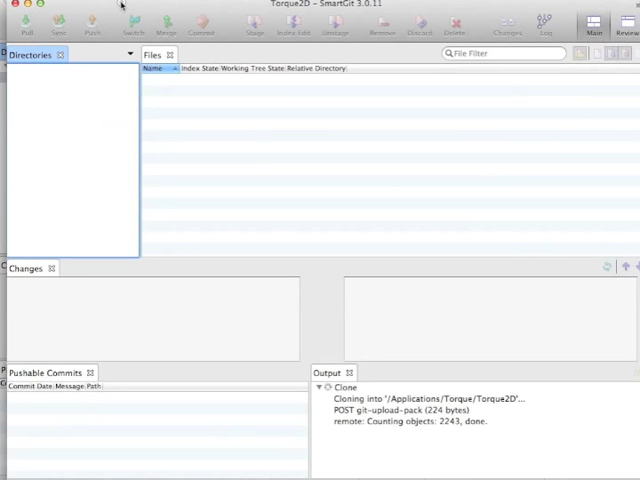 Torque2D - SmartGit 3.0.11
Pull Sync Push Switch Merge Commit Stage Index Edit Unstage Remove Discard Delete Changes Log Main Review
Directories Files File Filter
Name Index State Working Tree State Relative Directory
Changes
Pushable Commits Output
Commit Date Message Path
Clone
Cloning into '/Applications/Torque/Torque2D'...
POST git-upload-pack (224 bytes)
remote: Counting objects: 2243, done.